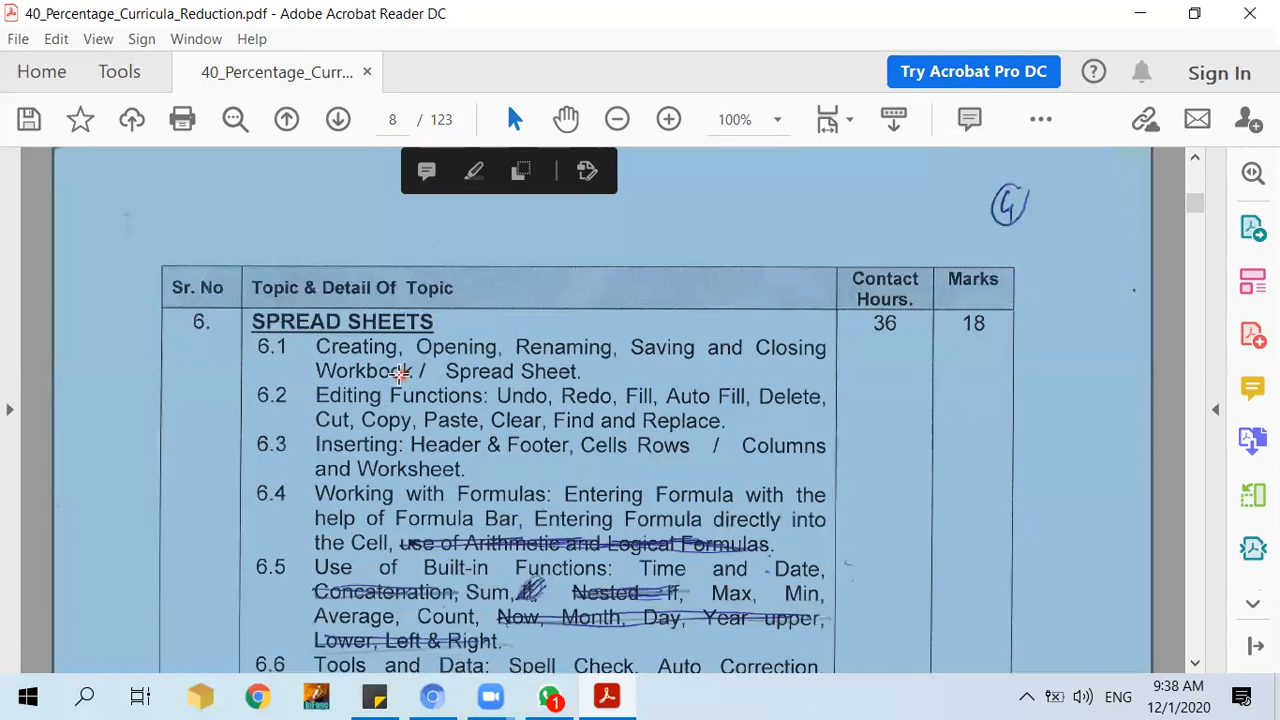 40_Percentage_Curricula_Reduction.pdf - Adobe Acrobat Reader DC
File Edit View Sign Window Help
Home Tools 40_Percentage_Curr... × Try Acrobat Pro DC ? Sign In
8 / 123 100%
Sr. No Topic & Detail Of Topic Contact Hours. Marks
6. SPREAD SHEETS 36 18
6.1 Creating, Opening, Renaming, Saving and Closing
Workbook / Spread Sheet.
6.2 Editing Functions: Undo, Redo, Fill, Auto Fill, Delete,
Cut, Copy, Paste, Clear, Find and Replace.
6.3 Inserting: Header & Footer, Cells Rows / Columns
and Worksheet.
6.4 Working with Formulas: Entering Formula with the
help of Formula Bar, Entering Formula directly into
the Cell, use of Arithmetic and Logical Formulas.
6.5 Use of Built-in Functions: Time and Date,
Concatenation, Sum, Nested If, Max, Min,
Average, Count, Now, Month, Day, Year upper,
Lower, Left & Right.
6.6 Tools and Data: Spell Check, Auto Correction,
1
ENG
9:38 AM
12/1/2020